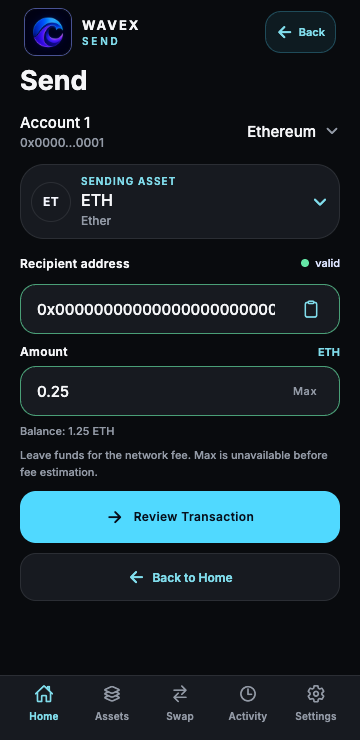 WAVEX
SEND
Back
Send
Account 1
0x0000...0001
Ethereum
ET
SENDING ASSET
ETH
Ether
Recipient address
valid
0x00000000000000000000000
Amount
ETH
0.25
Max
Balance: 1.25 ETH
Leave funds for the network fee. Max is unavailable before
fee estimation.
Review Transaction
Back to Home
Home
Assets
Swap
Activity
Settings